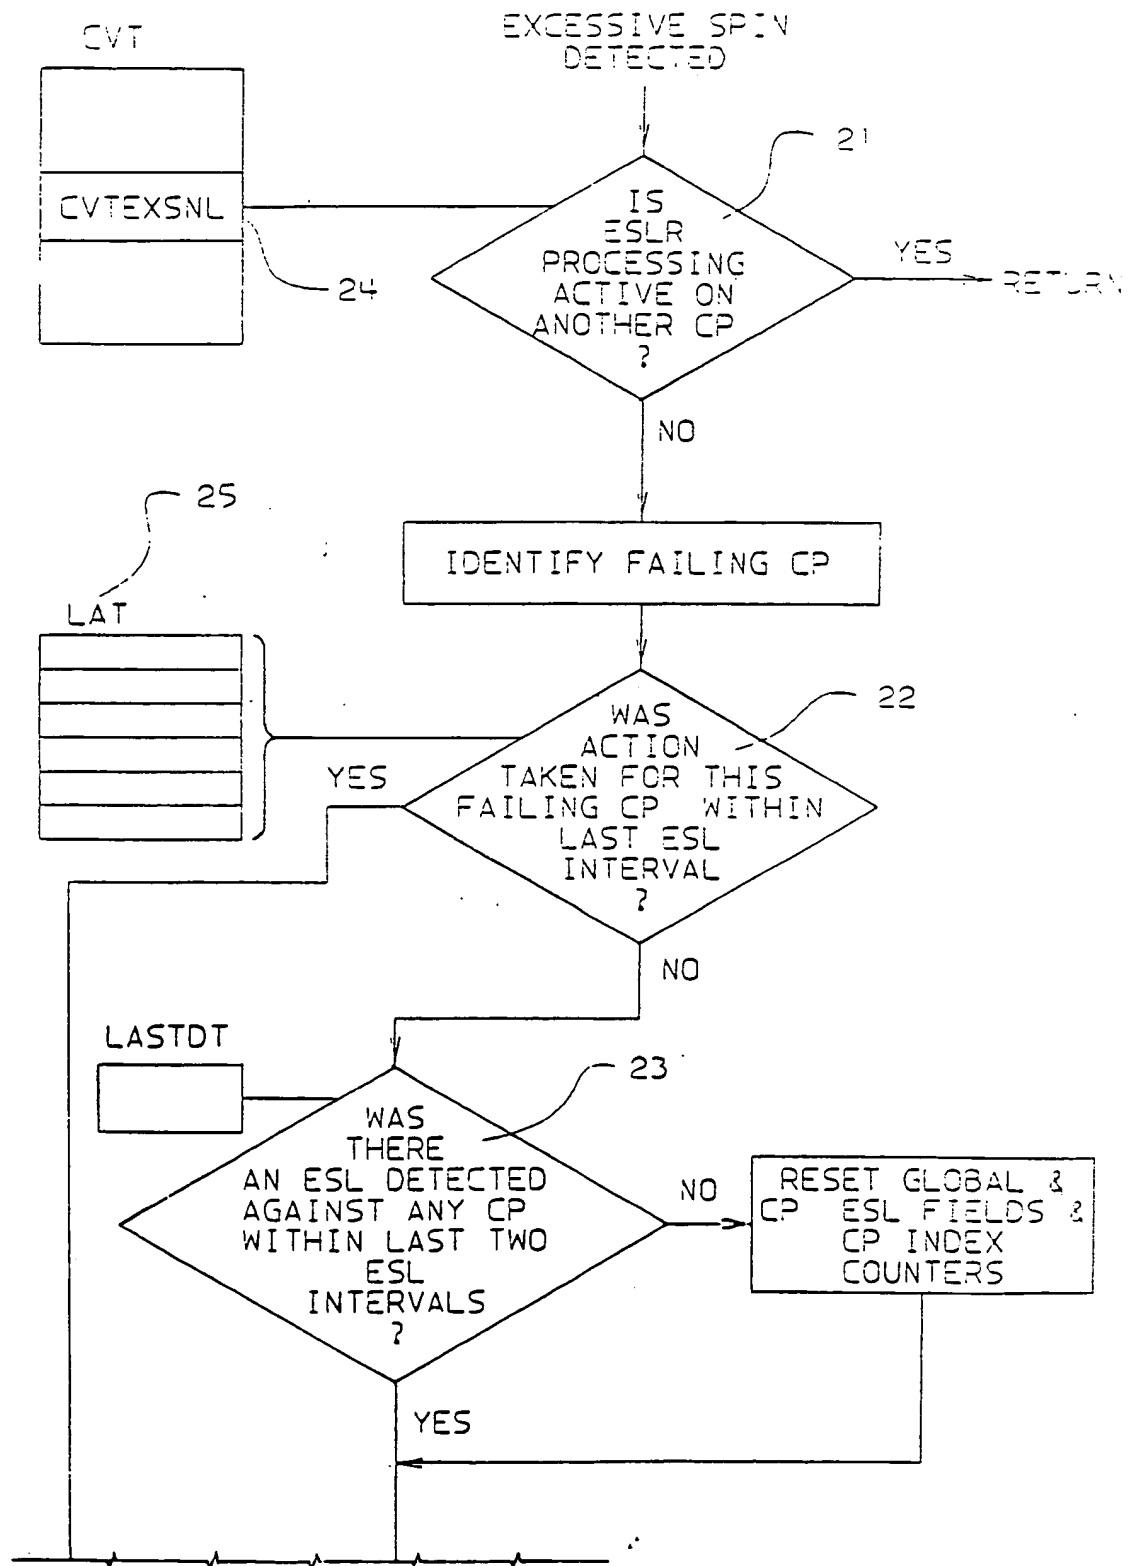 CVT
EXCESSIVE SPIN
DETECTED
21
CVTEXSNL
24
IS
ESLR
PROCESSING
ACTIVE ON
ANOTHER CP
?
YES
RETURN
NO
25
IDENTIFY FAILING CP
LAT
22
WAS
ACTION
TAKEN FOR THIS
FAILING CP WITHIN
LAST ESL
INTERVAL
?
YES
NO
LASTDT
23
WAS
THERE
AN ESL DETECTED
AGAINST ANY CP
WITHIN LAST TWO
ESL
INTERVALS
?
NO
RESET GLOBAL &
CP ESL FIELDS &
CP INDEX
COUNTERS
YES